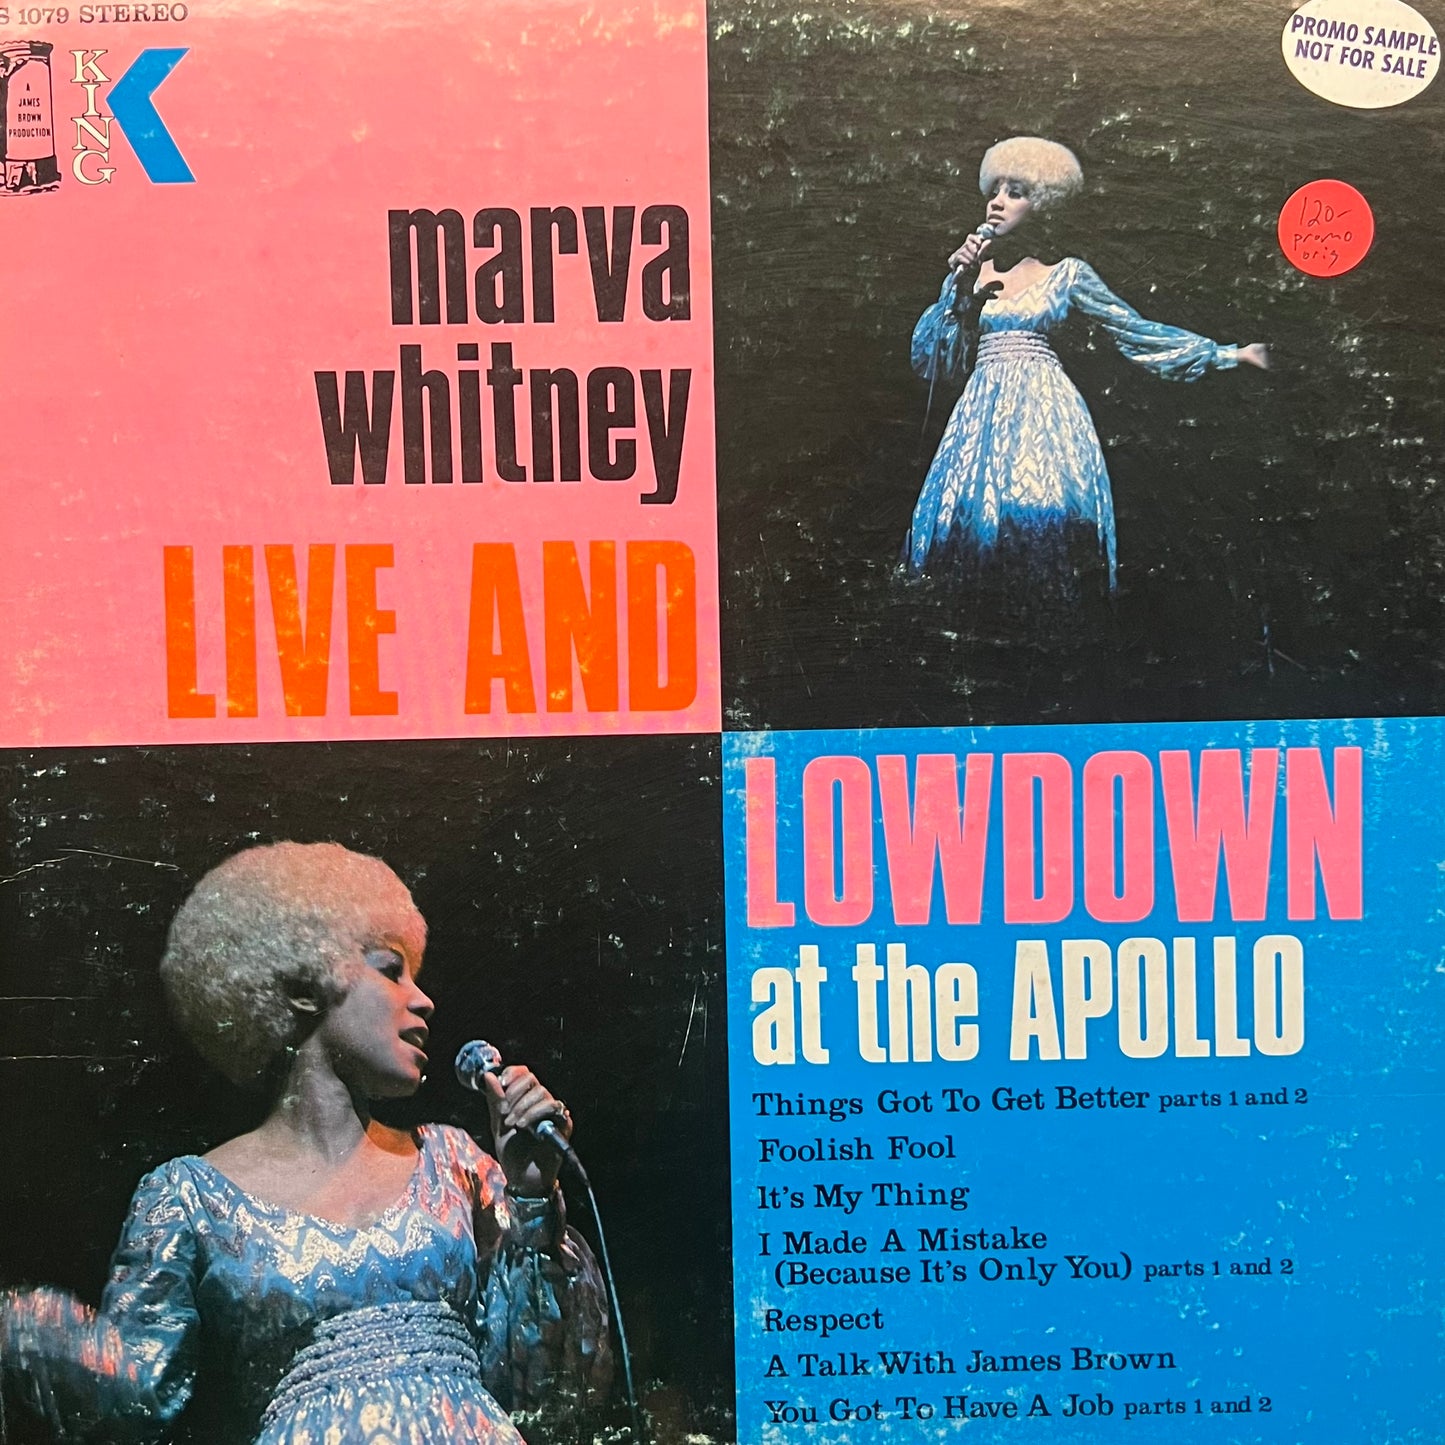 S 1079 STEREO
A
JAMES
BROWN
PRODUCTION
KING
PROMO SAMPLE
NOT FOR SALE
120-
promo
orig
marva
whitney
LIVE AND
LOWDOWN
at the APOLLO
Things Got To Get Better parts 1 and 2
Foolish Fool
It's My Thing
I Made A Mistake
(Because It's Only You) parts 1 and 2
Respect
A Talk With James Brown
You Got To Have A Job parts 1 and 2